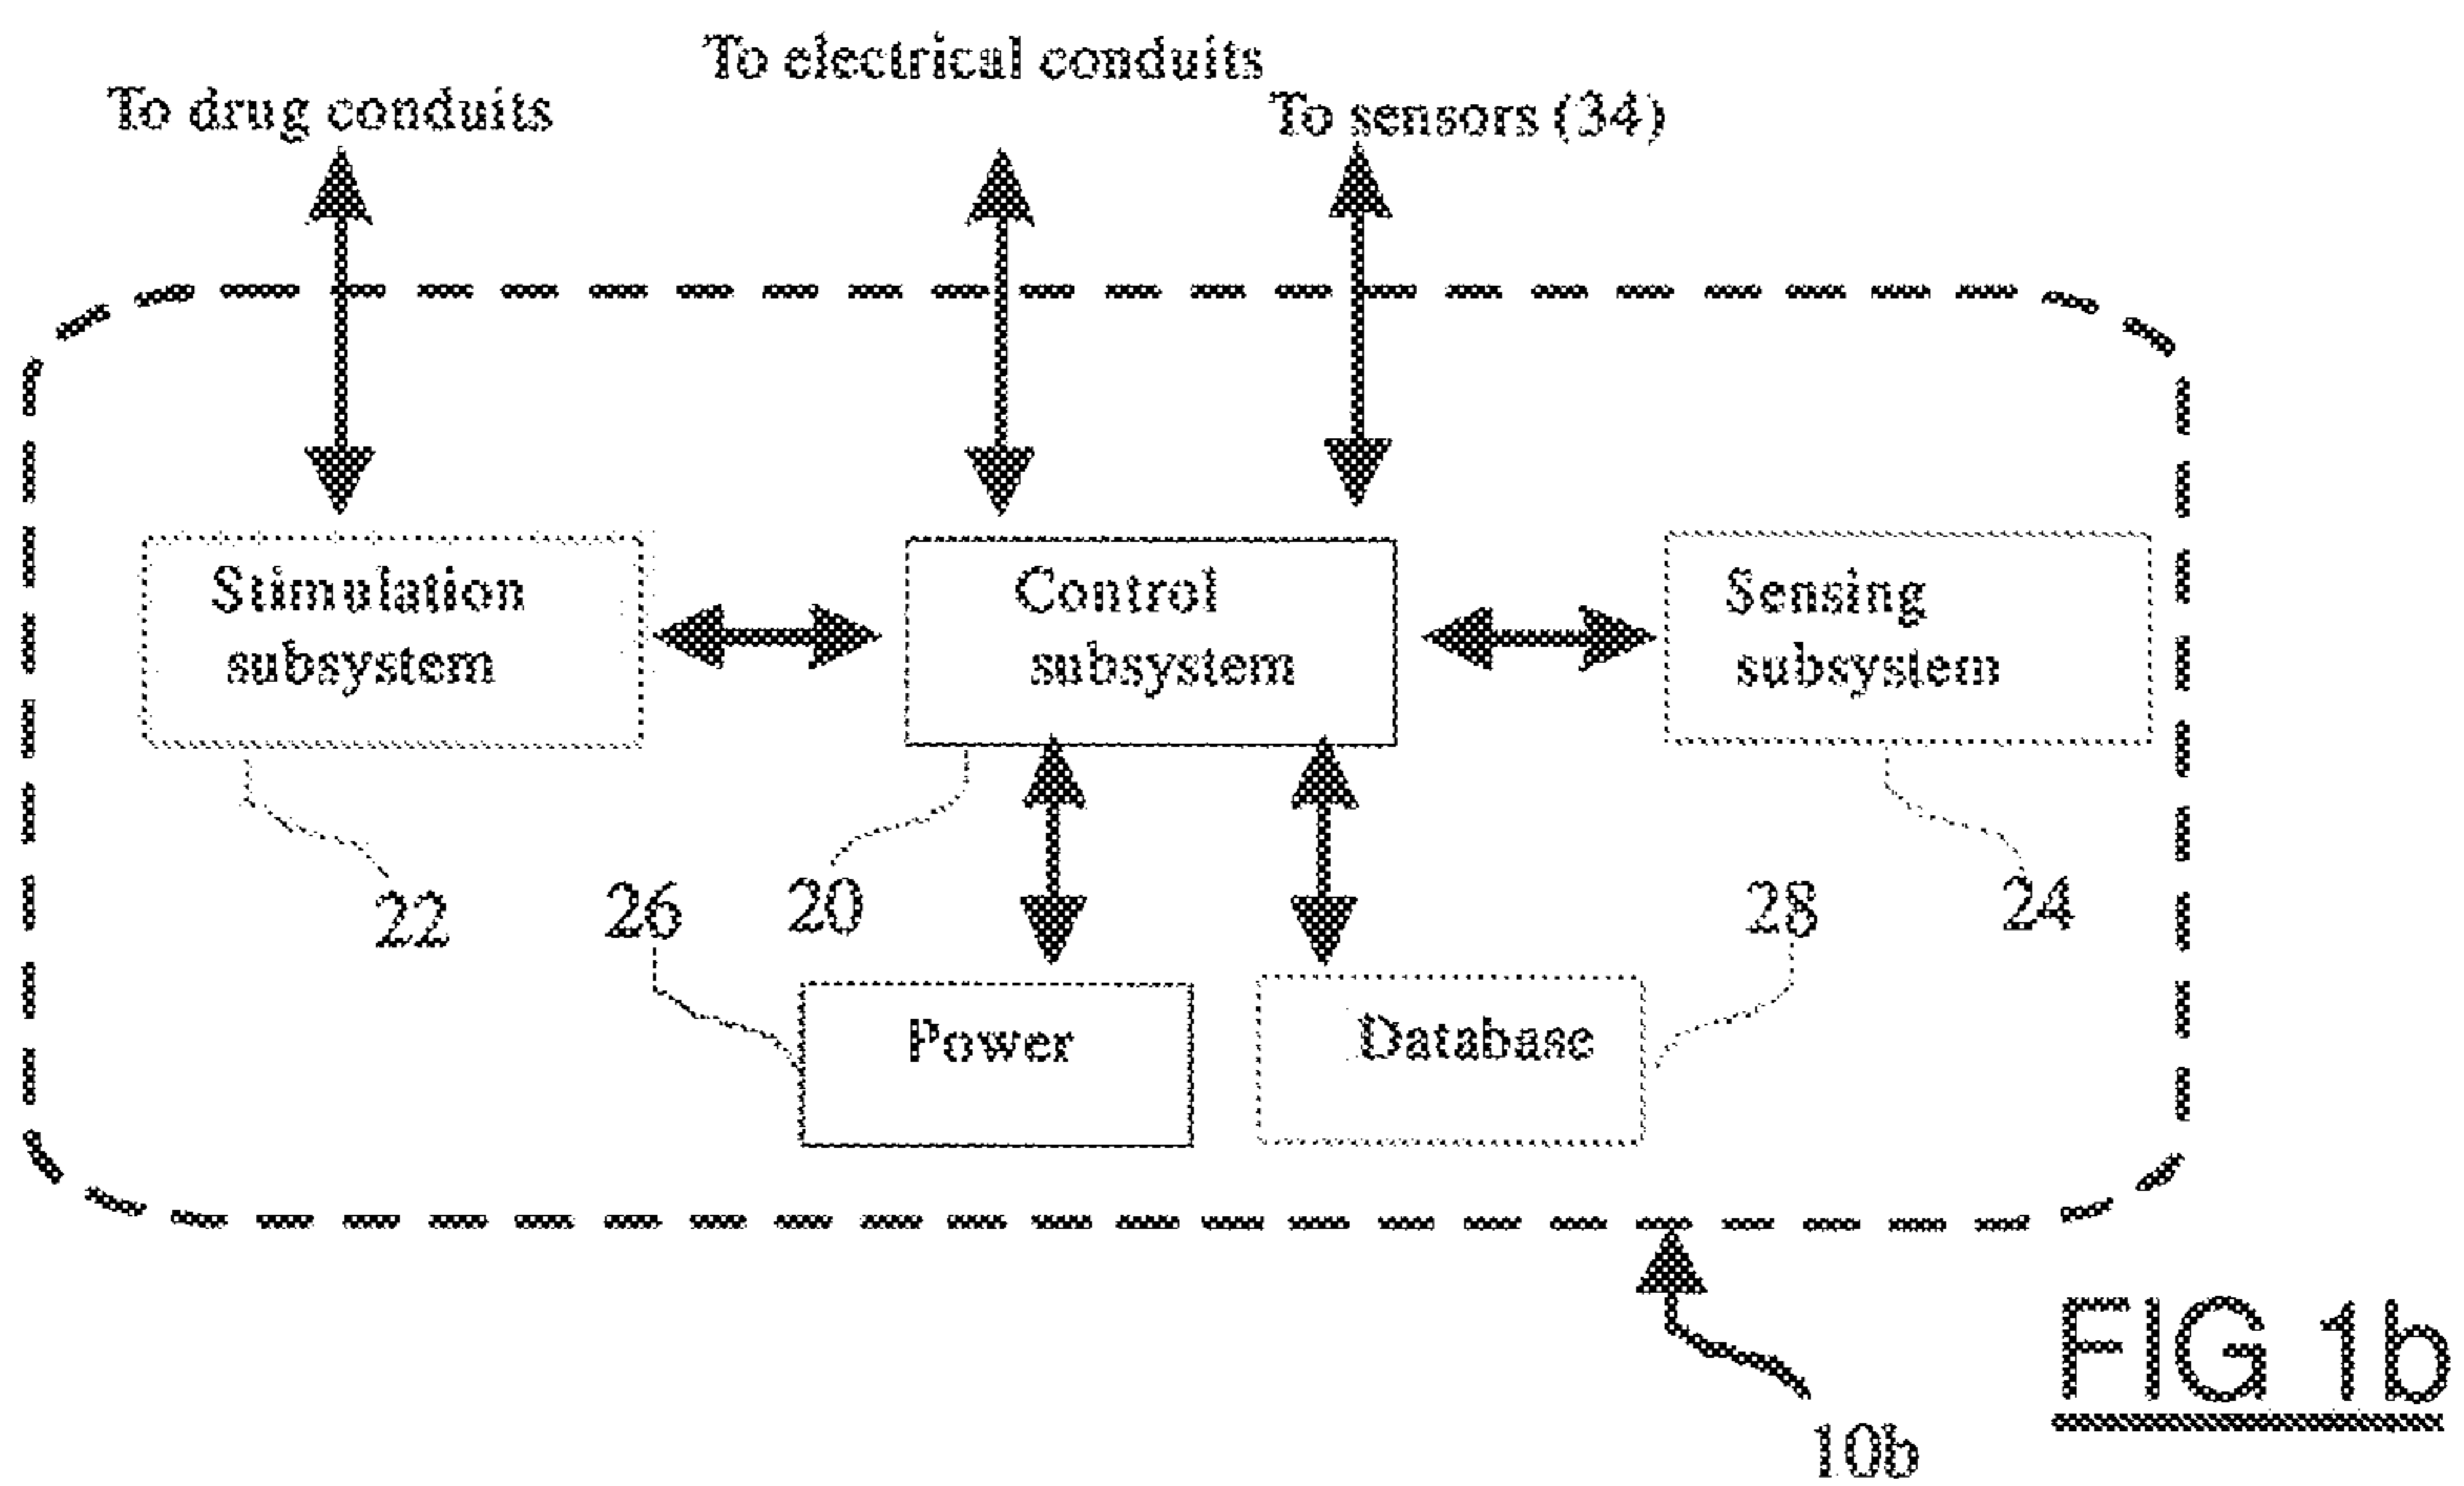 To electrical conduits
To drug conduits
To sensors (34)
Stimulation
subsystem
Control
subsystem
Sensing
subsystem
22
26
20
28
24
Power
Database
FIG 1b
10b